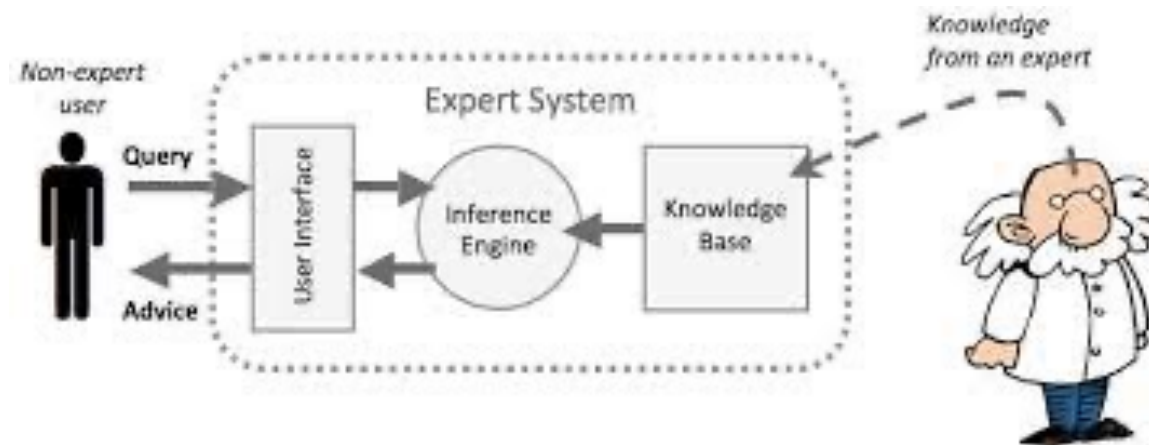 Non-expert
user
Query
Advice
Expert System
User Interface
Inference
Engine
Knowledge
Base
Knowledge
from an expert